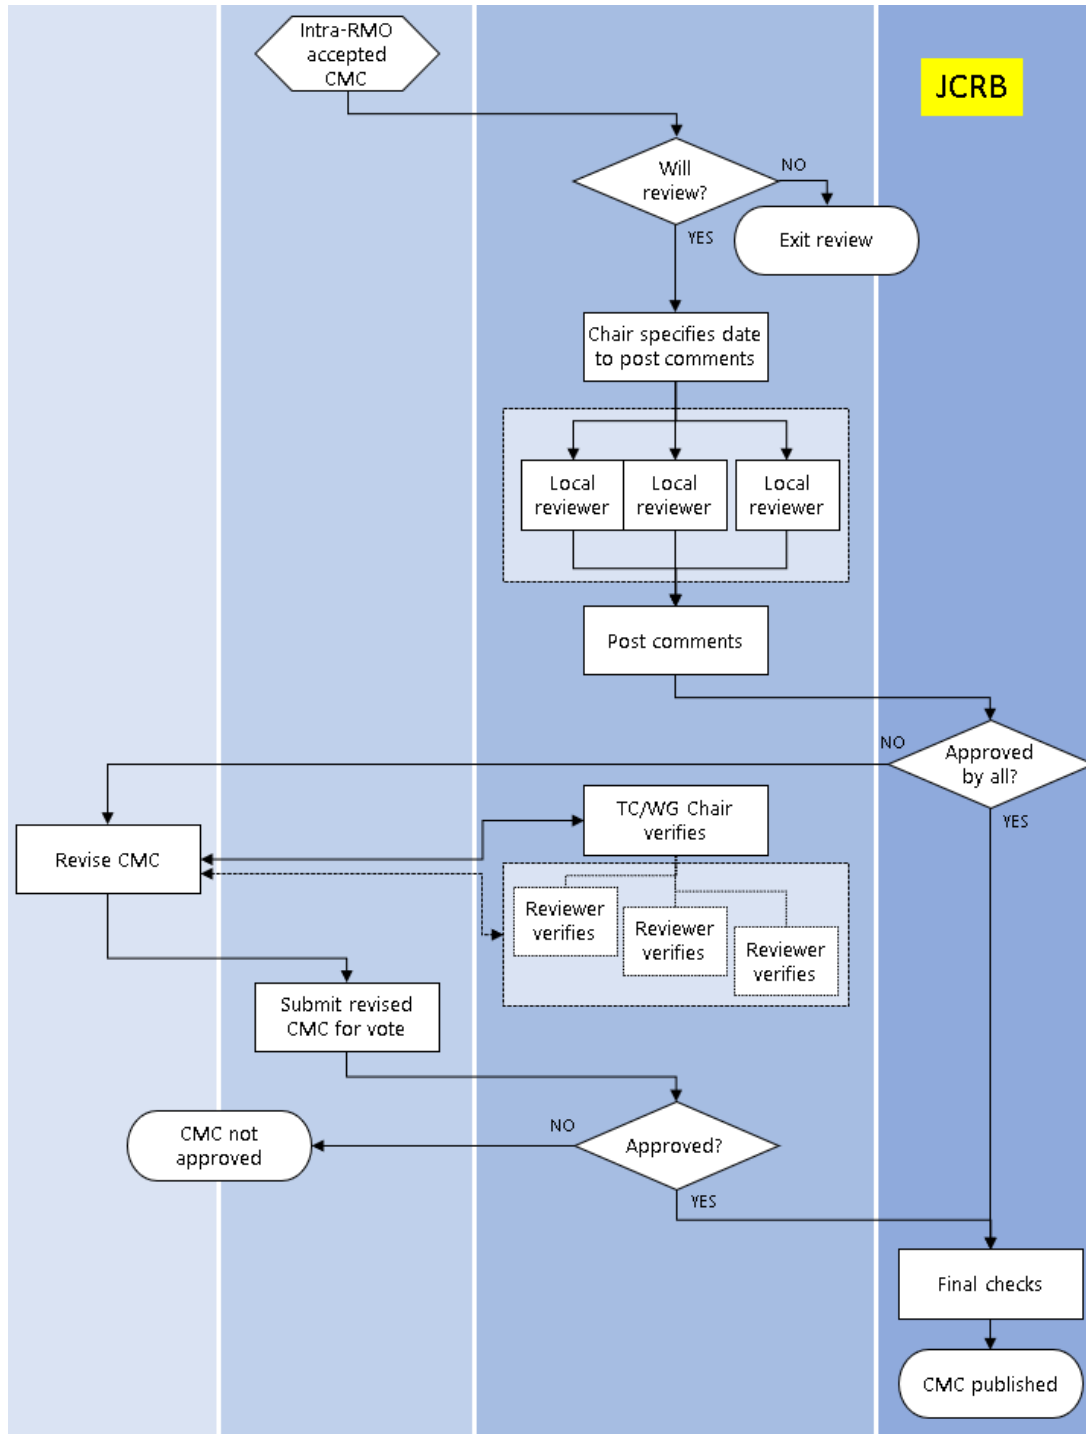 Intra-RMO
accepted
CMC
JCRB
Will
review?
NO
Exit review
YES
Chair specifies date
to post comments
Local
reviewer
Local
reviewer
Local
reviewer
Post comments
NO
Approved
by all?
YES
TC/WG Chair
verifies
Revise CMC
Reviewer
verifies
Reviewer
verifies
Reviewer
verifies
Submit revised
CMC for vote
NO
CMC not
approved
Approved?
YES
Final checks
CMC published